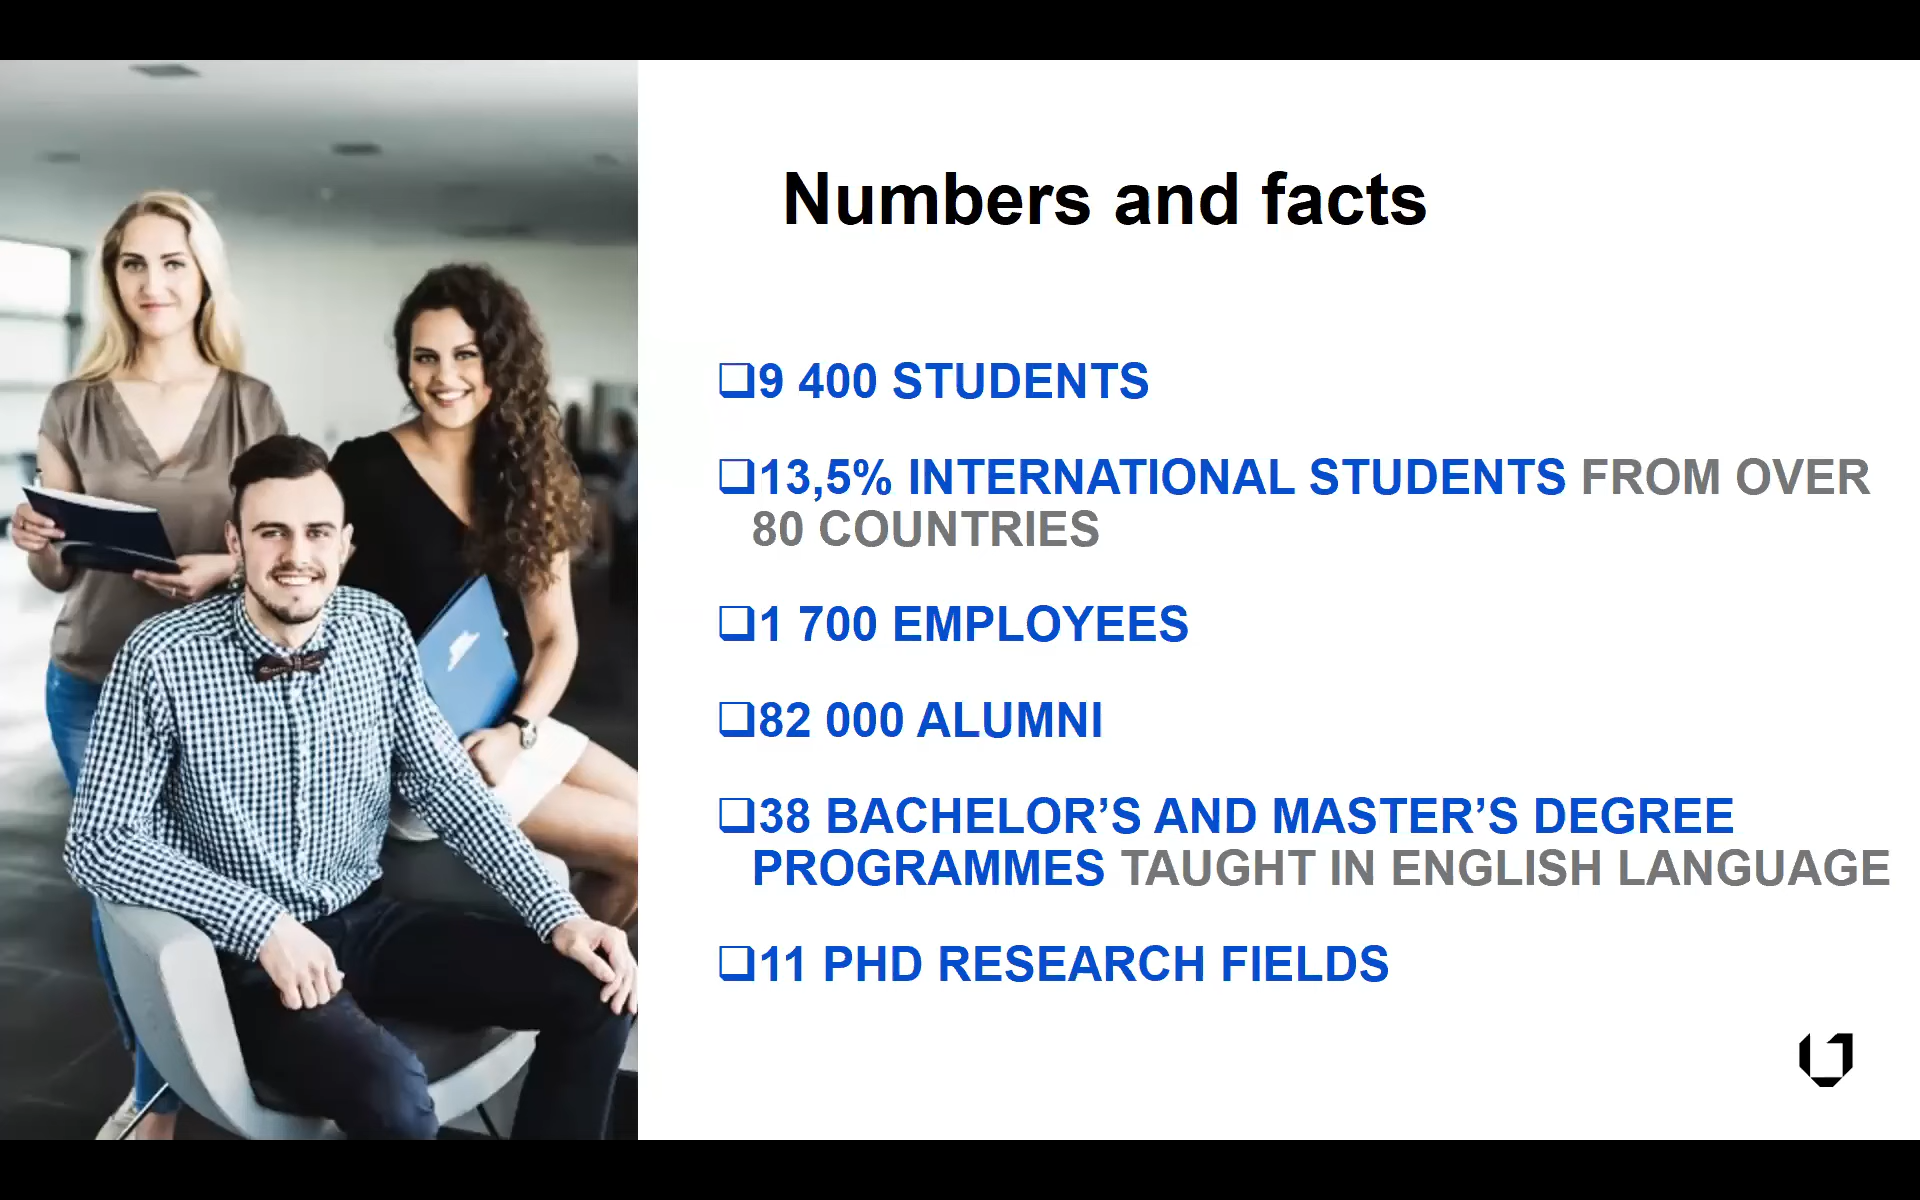 Numbers and facts
❑9 400 STUDENTS
❑13,5% INTERNATIONAL STUDENTS FROM OVER
80 COUNTRIES
❑1 700 EMPLOYEES
❑82 000 ALUMNI
❑38 BACHELOR’S AND MASTER’S DEGREE
PROGRAMMES TAUGHT IN ENGLISH LANGUAGE
❑11 PHD RESEARCH FIELDS